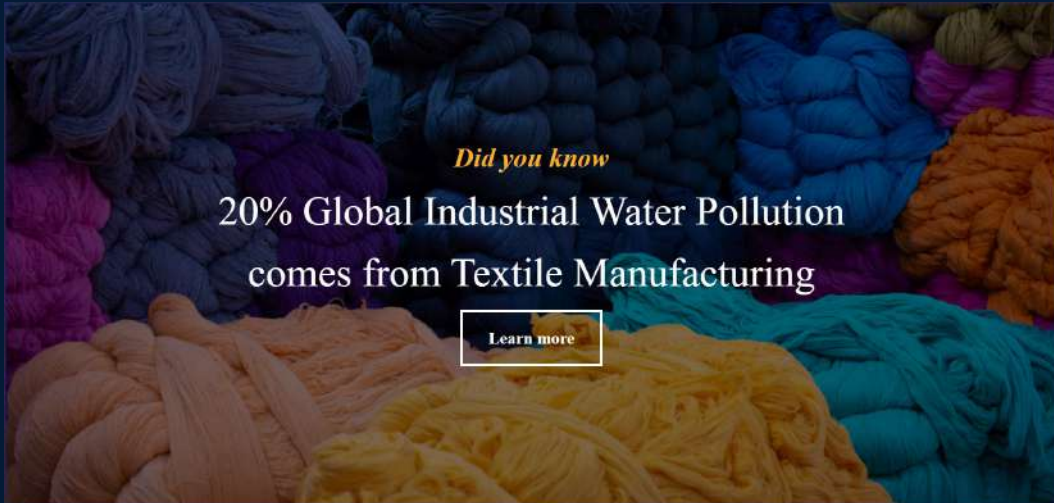 Did you know
20% Global Industrial Water Pollution
comes from Textile Manufacturing
Learn more